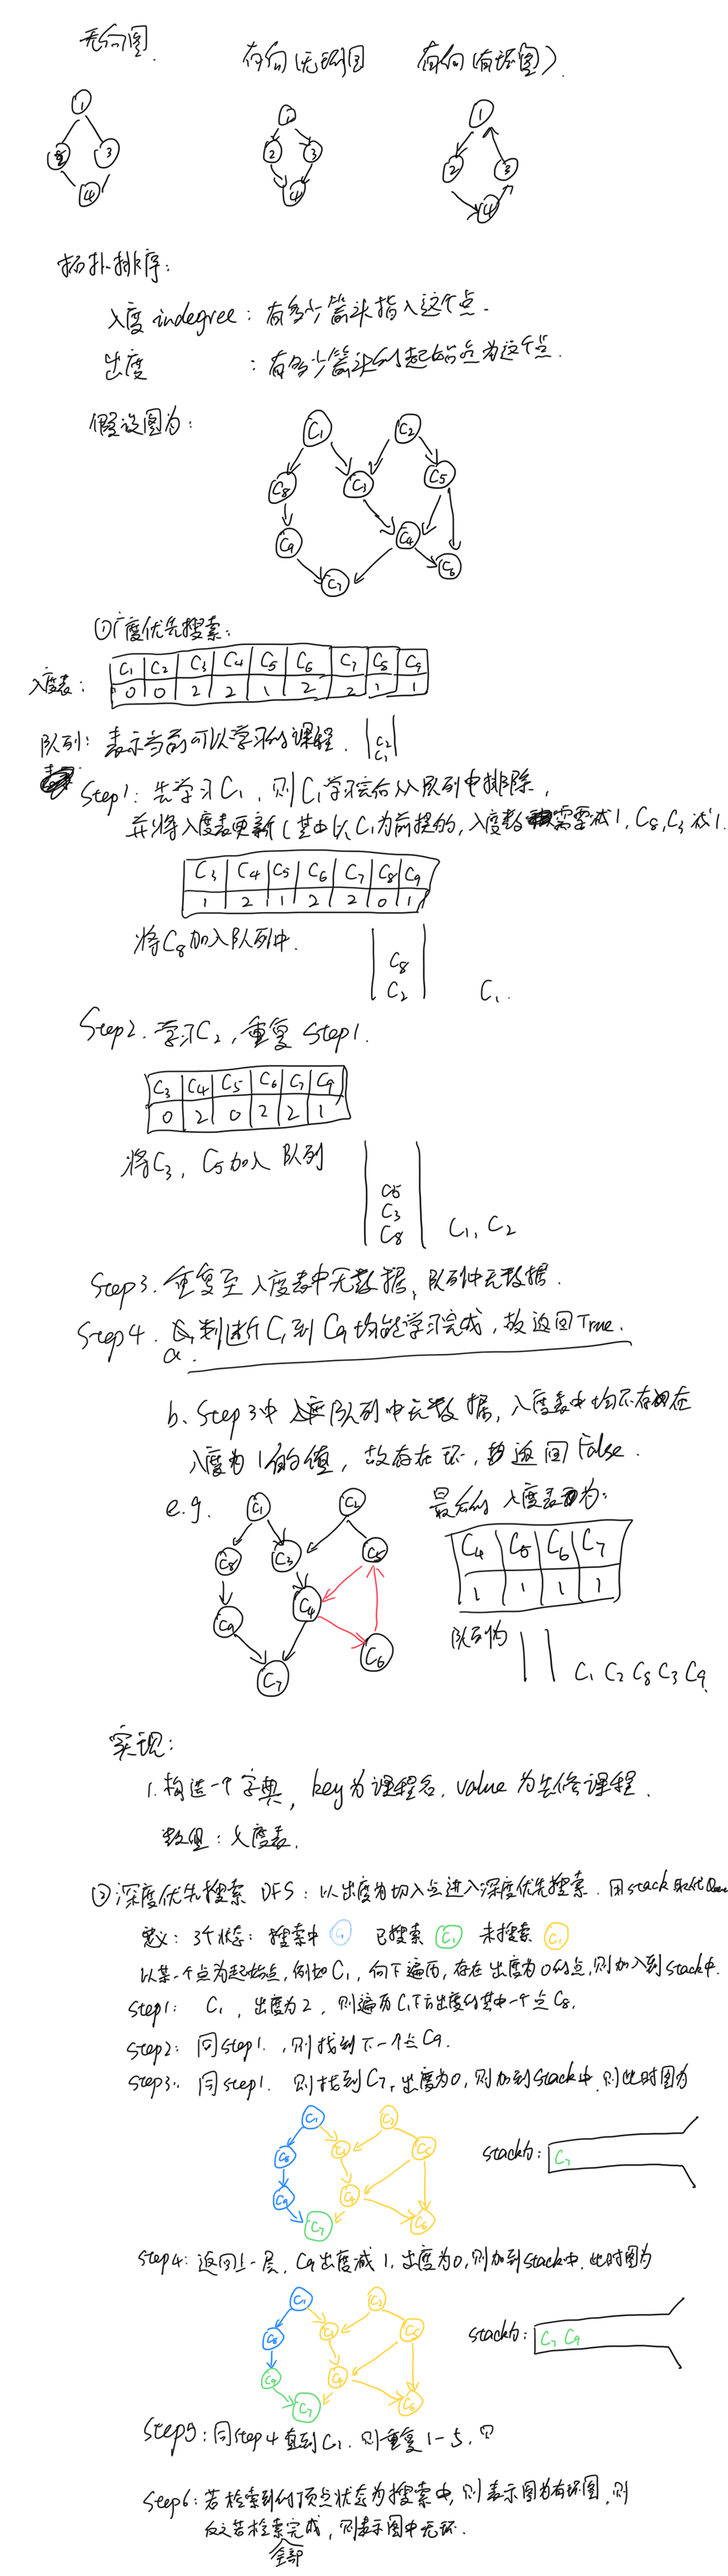 无向图
有向(无环)图
有向(有环图)
1
2 3
4
1
2 3
4
1
2 3
4
拓扑排序:
入度 indegree: 有多少箭头指入这个点.
出度 : 有多少箭头的起始点为这个点.
假设图为:
C1 C2
C8 C3 C5
C9 C4 C6
C7
①广度优先搜索:
入度表:
C1 C2 C3 C4 C5 C6 C7 C8 C9
0 0 2 2 1 2 2 1 1
队列: 表示当前可以学习的课程.
C2
C1
Step1: 先学习C1, 则C1学习完后从队列中排除,
并将入度表更新(其中以C1为前提的, 入度数需要减1, C8, C3减1.
C3 C4 C5 C6 C7 C8 C9
1 2 1 2 2 0 1
将C8加入队列中.
C8
C2 C1.
Step2. 学习C2, 重复 Step1.
C3 C4 C5 C6 C7 C9
0 2 0 2 2 1
将C3, C5加入队列
C5
C3
C8 C1, C2
Step3. 重复至入度表中无数据, 队列中无数据.
Step4. a. 判断C1到C9均能学习完成, 故返回True.
b. Step3中 队列中无数据, 入度表中均不存在
入度为1的值, 故存在环, 返回False.
e.g.
C1 C2
C8 C3 C5
C9 C4
C7 C6
最后的入度表为:
C4 C5 C6 C7
1 1 1 1
队列为
C1 C2 C8 C3 C9
实现:
1. 构造一个字典, key为课程名, value为先修课程.
数组: 入度表.
②深度优先搜索 DFS: 以出度为切入点进入深度优先搜索. 用stack
定义: 3个状态: 搜索中 C1 已搜索 C1 未搜索 C1
以某一个点为起始点, 例如C1, 向下遍历, 存在出度为0的点, 则加入到stack中.
step1: C1, 出度为2, 则遍历C1下方出度的其中一个点C8.
step2: 同step1, 则找到下一个点C9.
step3: 同step1. 则找到C7, 出度为0, 则加到stack中, 则此时图为
C1 C2
C8 C3 C5
C9 C4 C6
C7
stack为: C7
step4: 返回上一层, C9出度减1, 出度为0, 则加到stack中. 此时图为
C1 C2
C8 C3 C5
C9 C4 C6
C7
stack为: C7 C9
step5: 同step4 直到C1. 则重复1-5,
step6: 若检索到的顶点状态为搜索中, 则表示图为有环图, 则
反之若检索完成, 则表示图中无环.
全部